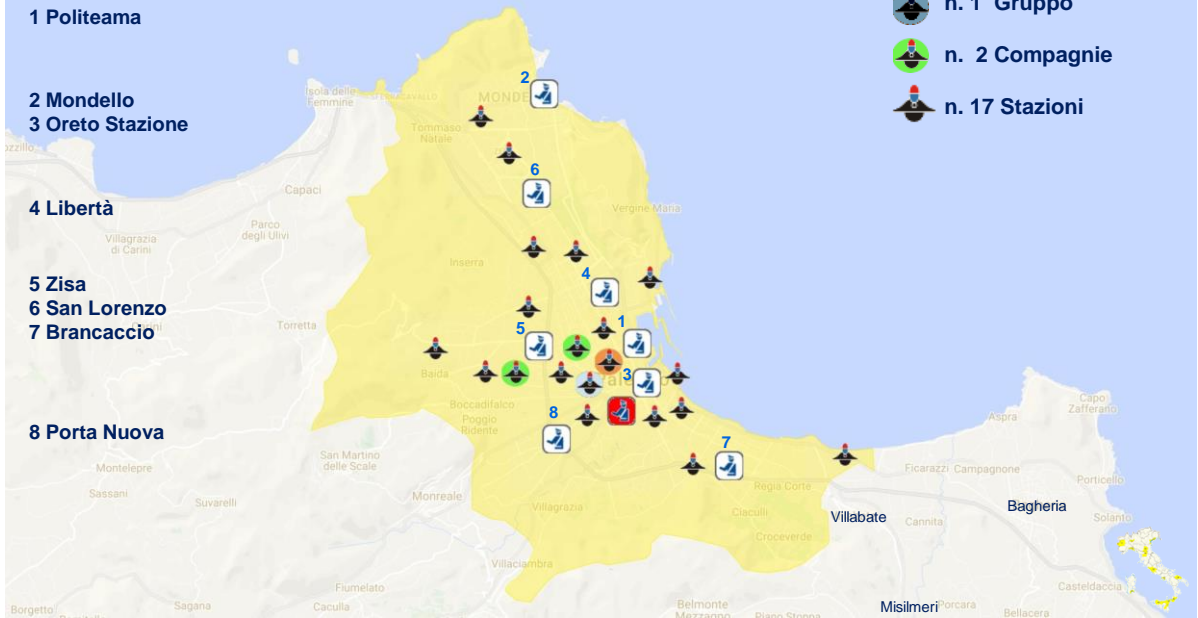 1 Politeama
2 Mondello
3 Oreto Stazione
4 Libertà
5 Zisa
6 San Lorenzo
7 Brancaccio
8 Porta Nuova
n. 1 Gruppo
n. 2 Compagnie
n. 17 Stazioni
2
Isola delle
Femmine
Tommaso
Natale
6
Capaci
Vergine Maria
Parco
degli Ulivi
Villagrazia
di Carini
Inserra
4
Torretta
5
1
Baida
3
Boccadifalco
Poggio
Ridente
8
7
Capo
Zafferano
Aspra
San Martino
delle Scale
Montelepre
Ficarazzi
Campagnone
Porticello
Sassani
Suvarelli
Monreale
Regia Corte
Villagrazia
Ciaculli
Villabate
Cannita
Bagheria
Solanto
Croceverde
Villaciambra
Fiumelato
Casteldaccia
Borgetto
Sagana
Caculla
Belmonte
Mezzagno
Piano Stoppa
Misilmeri
Porcara
Bellacera